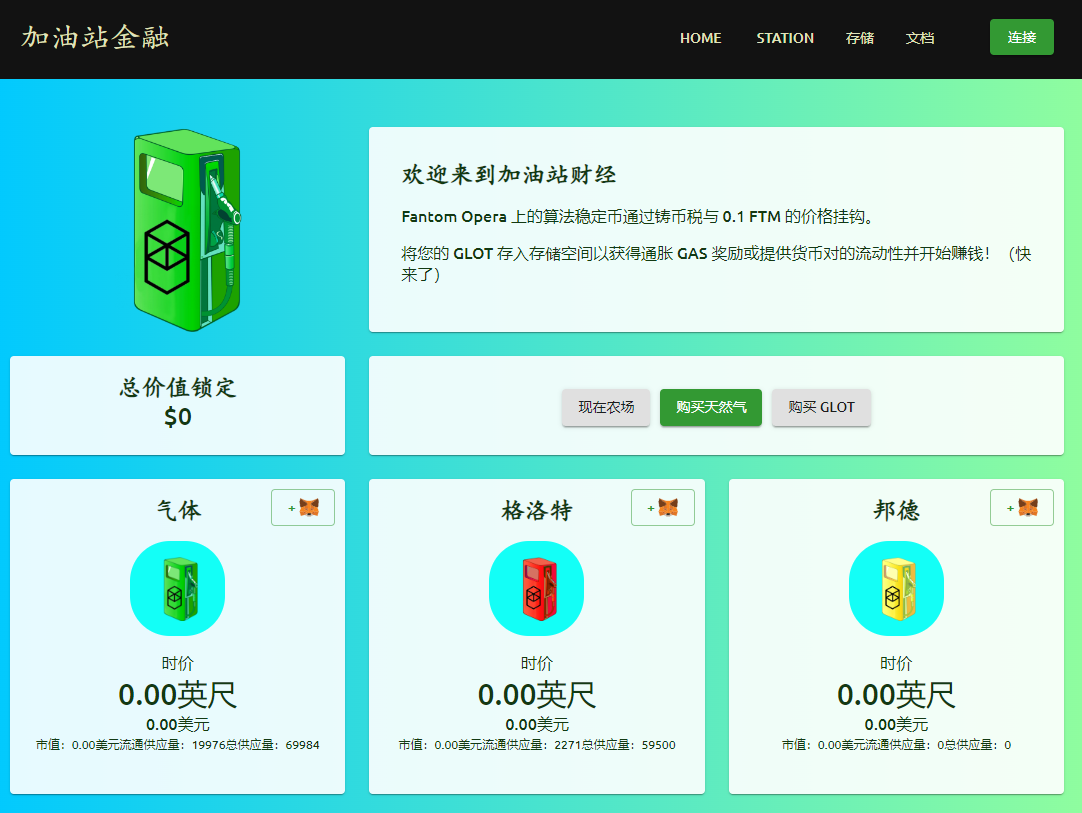 加油站金融
HOME
STATION
存储
文档
连接
欢迎来到加油站财经
Fantom Opera 上的算法稳定币通过铸币税与 0.1 FTM 的价格挂钩。
将您的 GLOT 存入存储空间以获得通胀 GAS 奖励或提供货币对的流动性并开始赚钱！（快
来了）
总价值锁定
$0
现在农场
购买天然气
购买 GLOT
气体
+
时价
0.00英尺
0.00美元
市值：0.00美元流通供应量：19976总供应量：69984
格洛特
+
时价
0.00英尺
0.00美元
市值：0.00美元流通供应量：2271总供应量：59500
邦德
+
时价
0.00英尺
0.00美元
市值：0.00美元流通供应量：0总供应量：0